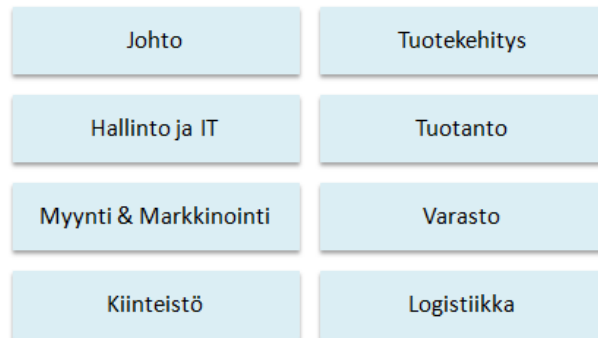 Johto
Tuotekehitys
Hallinto ja IT
Tuotanto
Myynti & Markkinointi
Varasto
Kiinteistö
Logistiikka